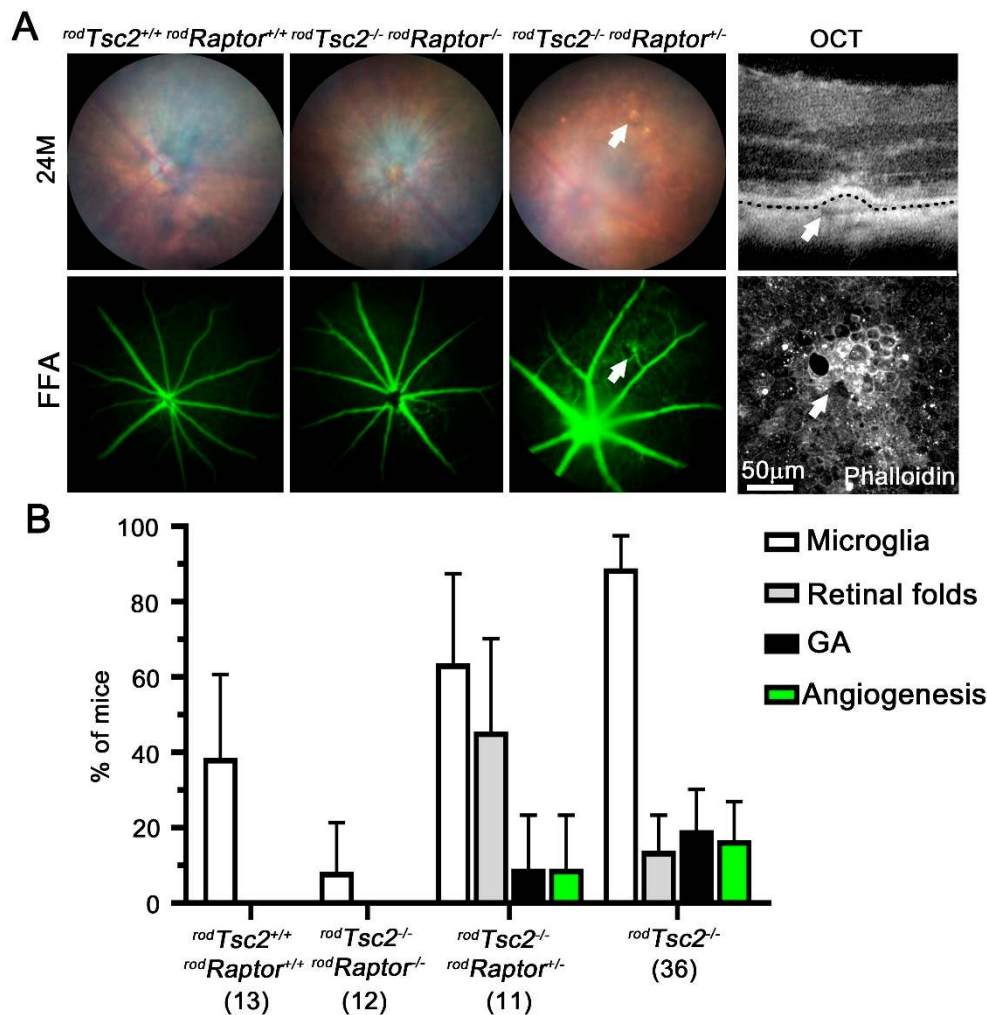 A
rodTsc2+/+ rodRaptor+/+ rodTsc2-/- rodRaptor-/- rodTsc2-/- rodRaptor+/- OCT
24M
FFA
50μm
Phalloidin
B
% of mice
100
80
60
40
20
0
Microglia
Retinal folds
GA
Angiogenesis
rodTsc2+/+
rodRaptor+/+
(13)
rodTsc2-/-
rodRaptor-/-
(12)
rodTsc2-/-
rodRaptor+/-
(11)
rodTsc2-/-
(36)